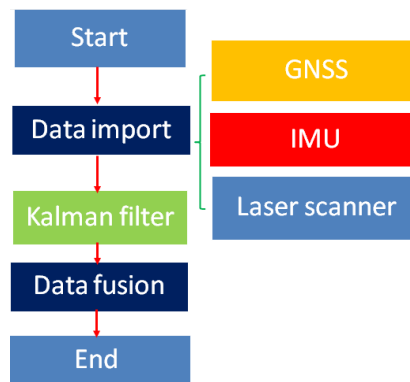 Start
Data import
GNSS
IMU
Laser scanner
Kalman filter
Data fusion
End